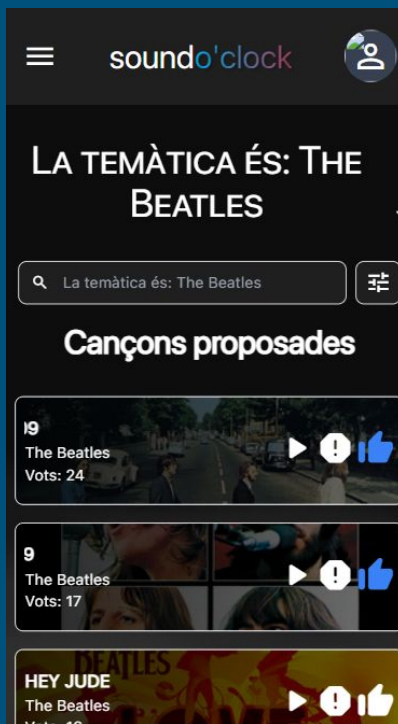 soundo'clock
LA TEMÀTICA ÉS: THE
BEATLES
La temàtica és: The Beatles
Cançons proposades
The Beatles
Vots: 24
9
The Beatles
Vots: 17
BEATLES
HEY JUDE
The Beatles